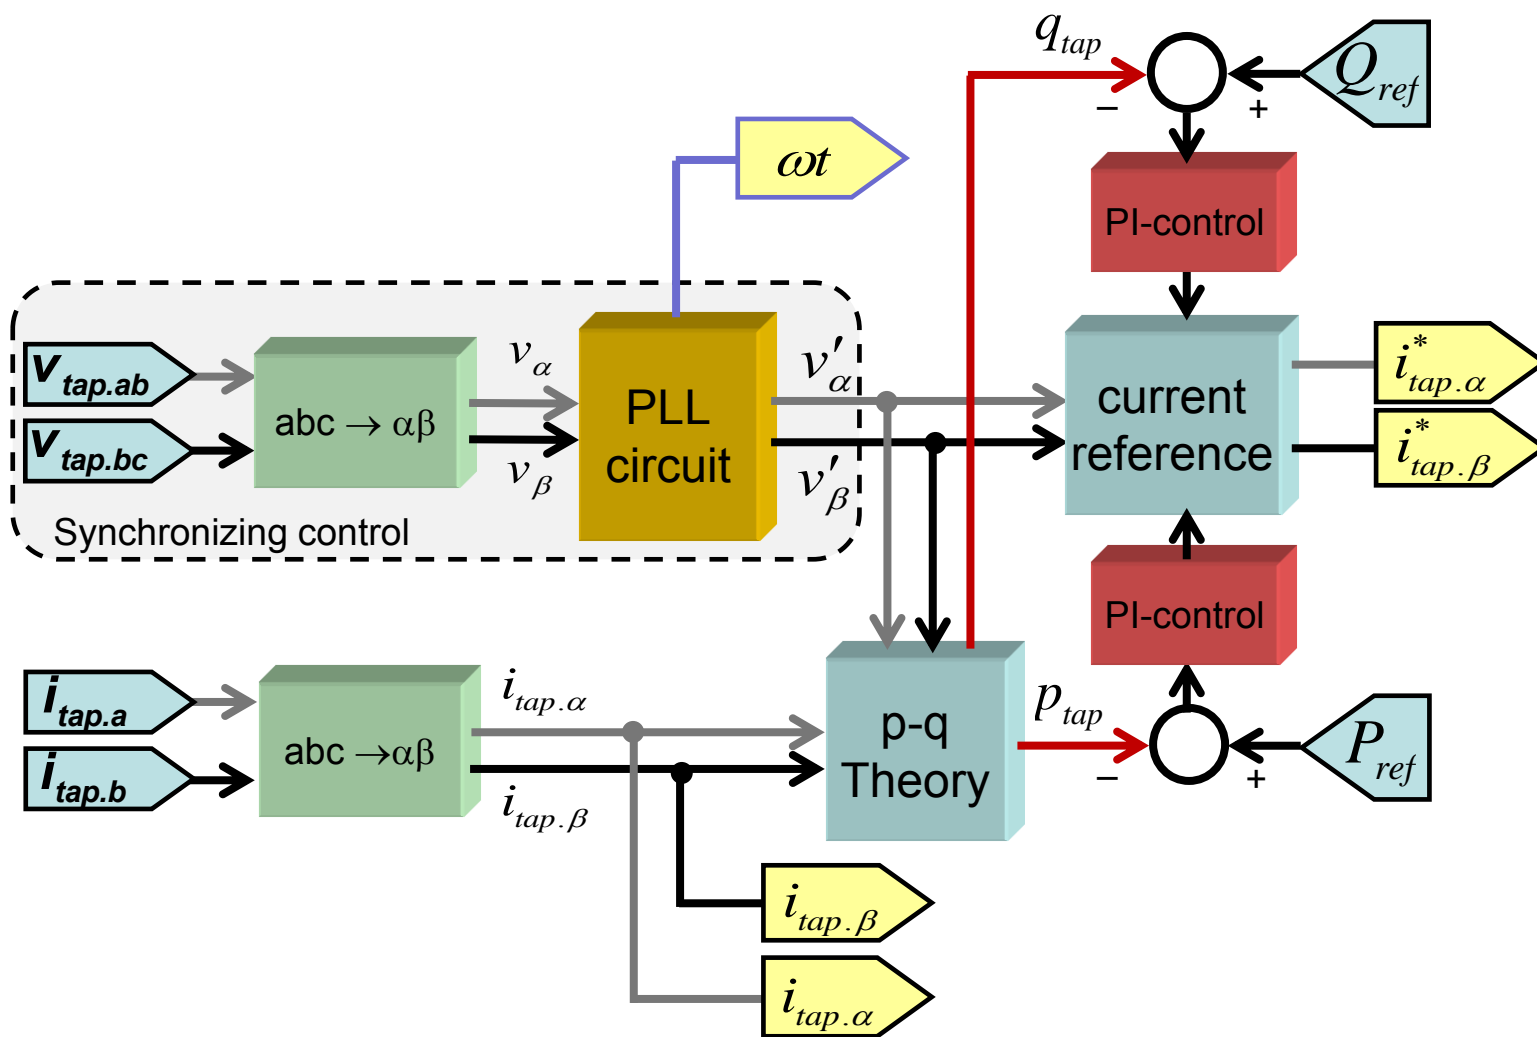 q_tap
Q_ref
−
+
ωt
PI-control
v_tap.ab
v_tap.bc
abc → αβ
v_α
v_β
PLL
circuit
v′_α
v′_β
current
reference
i*_tap.α
i*_tap.β
Synchronizing control
PI-control
i_tap.a
i_tap.b
abc →αβ
i_tap.α
i_tap.β
p-q
Theory
p_tap
P_ref
−
+
i_tap.β
i_tap.α